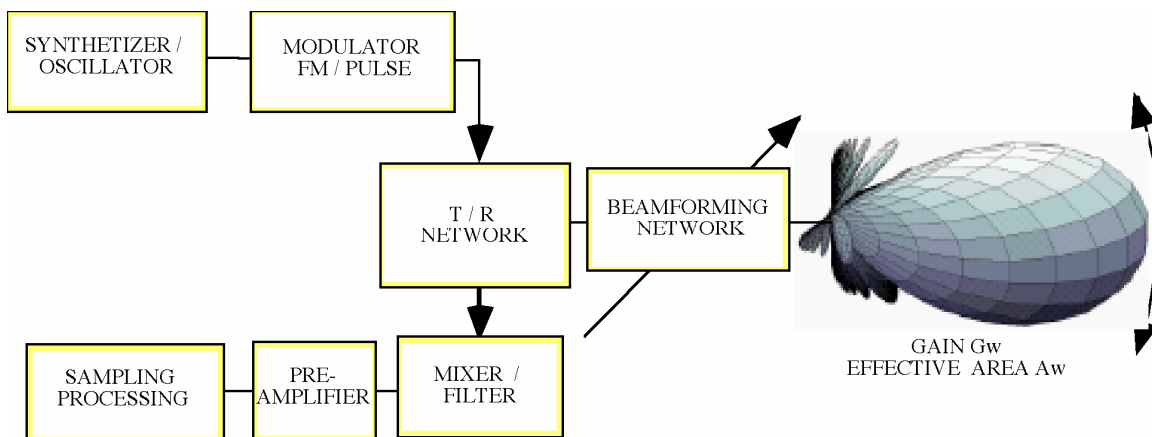 SYNTHETIZER /
OSCILLATOR
MODULATOR
FM / PULSE
T / R
NETWORK
BEAMFORMING
NETWORK
GAIN Gw
EFFECTIVE AREA Aw
SAMPLING
PROCESSING
PRE-
AMPLIFIER
MIXER /
FILTER